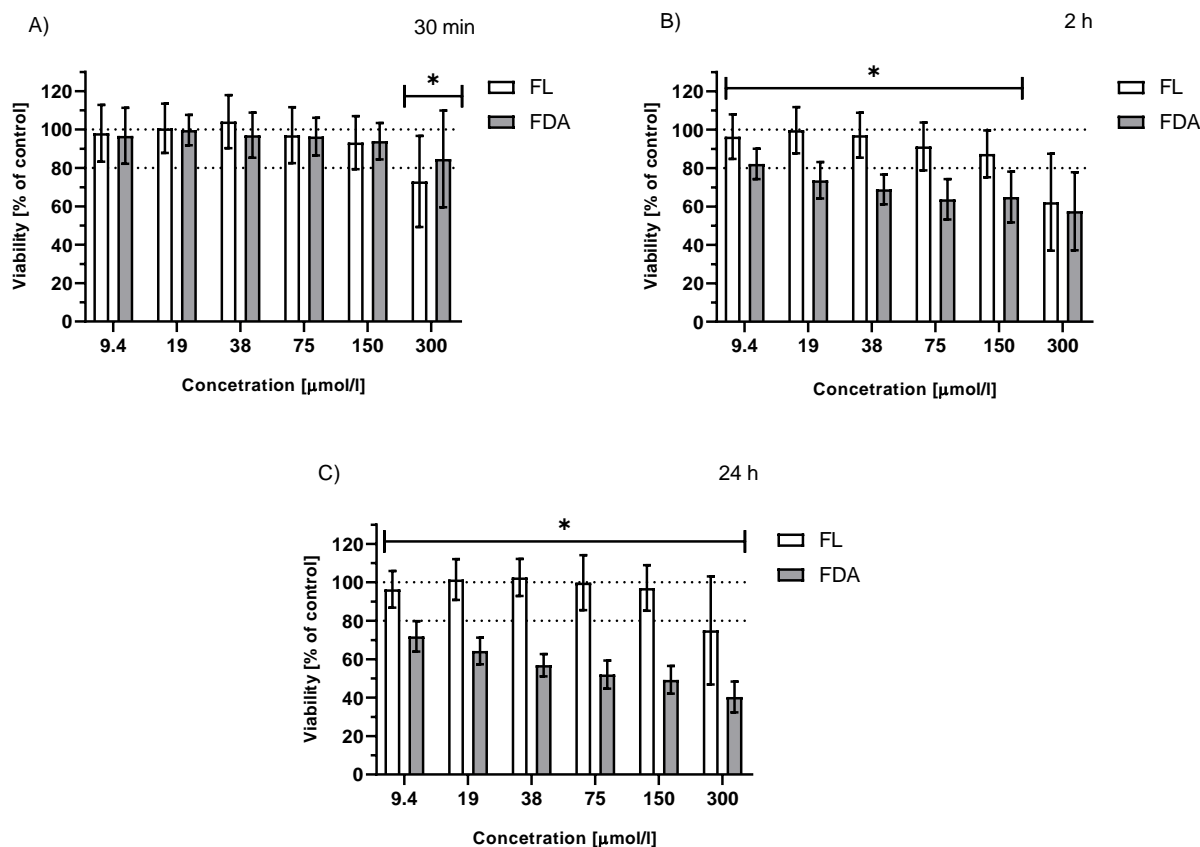 A)
30 min
*
FL
FDA
Viability [% of control]
120
100
80
60
40
20
0
9.4 19 38 75 150 300
Concetration [μmol/l]
B)
2 h
*
FL
FDA
Viability [% of control]
120
100
80
60
40
20
0
9.4 19 38 75 150 300
Concetration [μmol/l]
C)
24 h
*
FL
FDA
Viability [% of control]
120
100
80
60
40
20
0
9.4 19 38 75 150 300
Concetration [μmol/l]